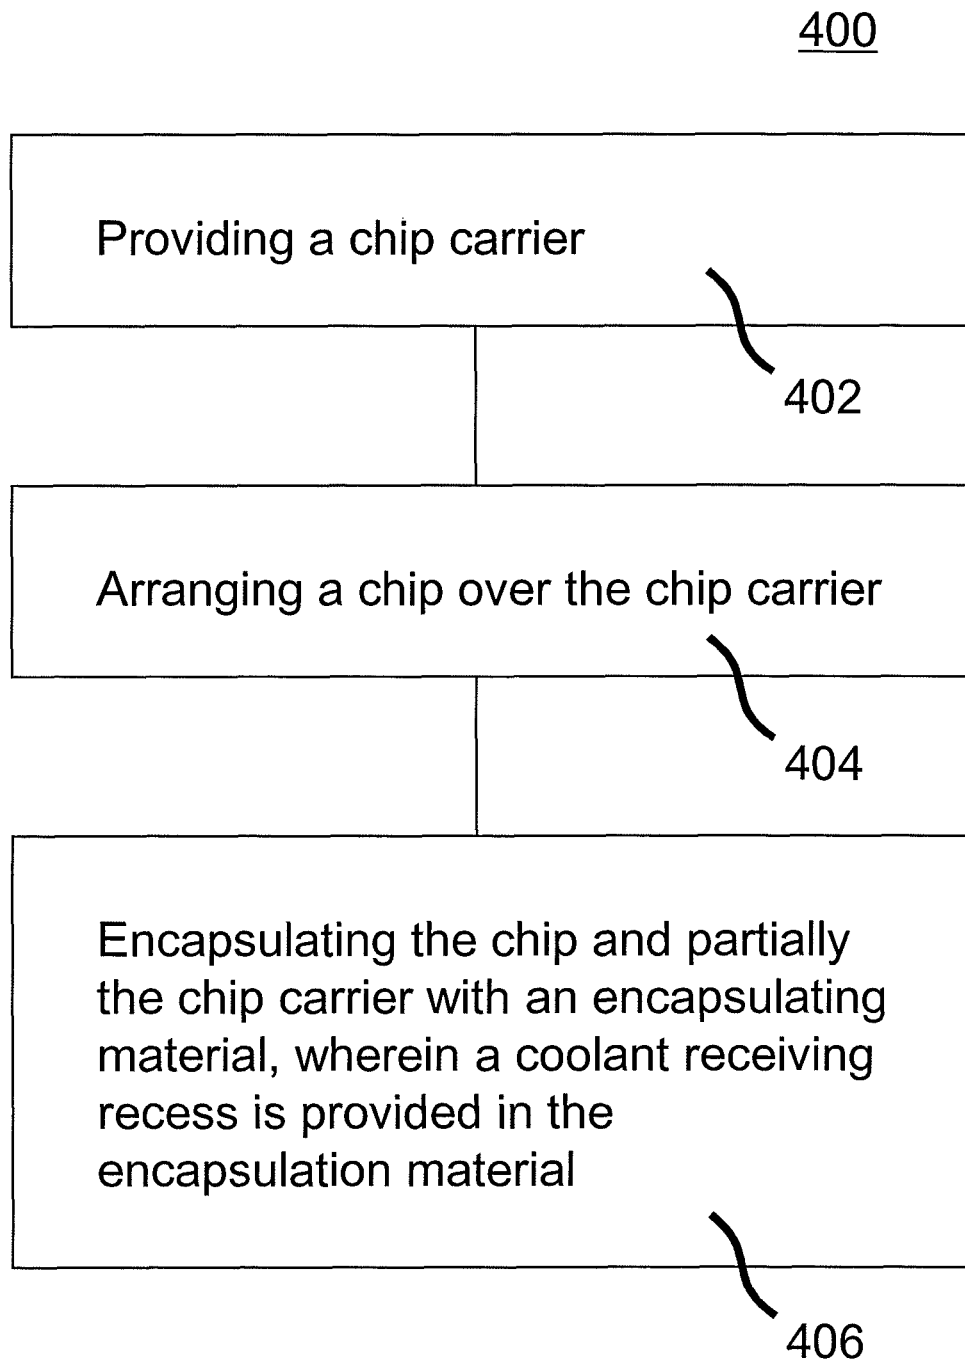 400
Providing a chip carrier
402
Arranging a chip over the chip carrier
404
Encapsulating the chip and partially
the chip carrier with an encapsulating
material, wherein a coolant receiving
recess is provided in the
encapsulation material
406